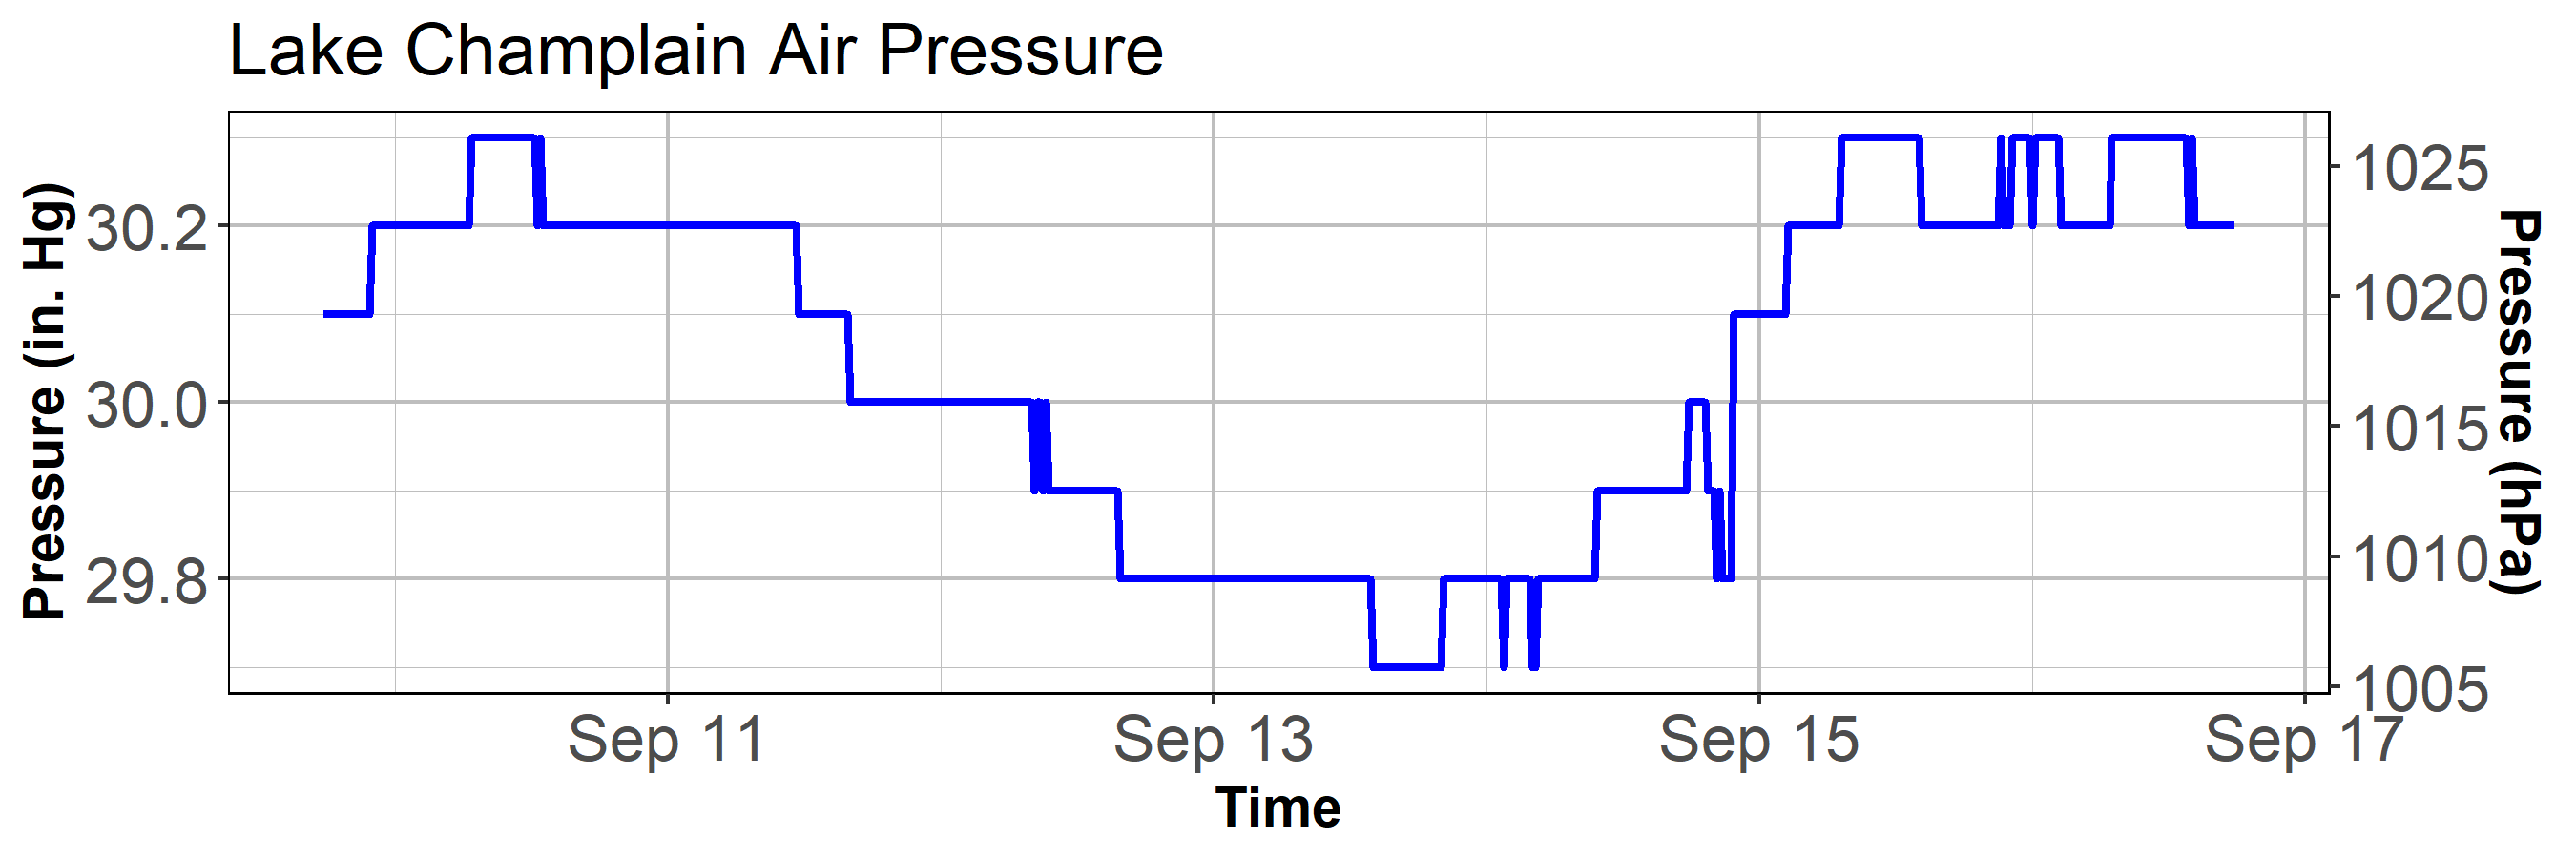 Lake Champlain Air Pressure
Pressure (in. Hg)
30.2
30.0
29.8
1025
1020
1015
1010
1005
Pressure (hPa)
Sep 11
Sep 13
Sep 15
Sep 17
Time